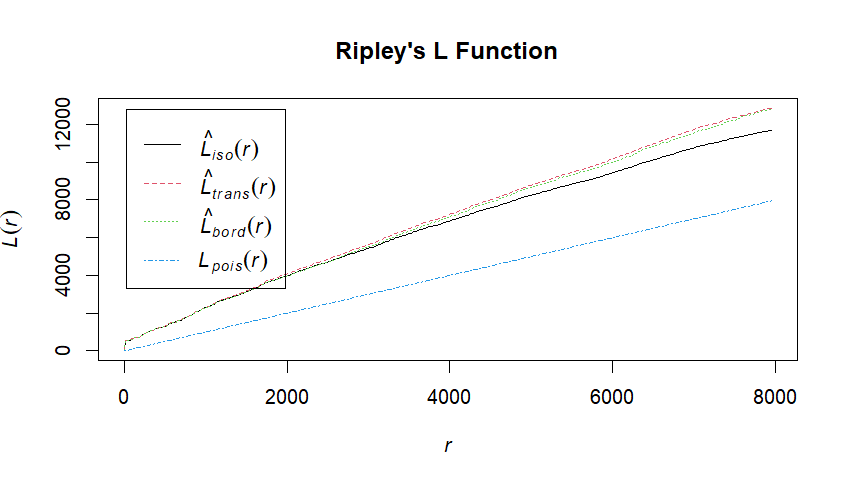 Ripley's L Function
L̂iso(r)
L̂trans(r)
L̂bord(r)
Lpois(r)
L(r)
12000
8000
4000
0
0 2000 4000 6000 8000
r